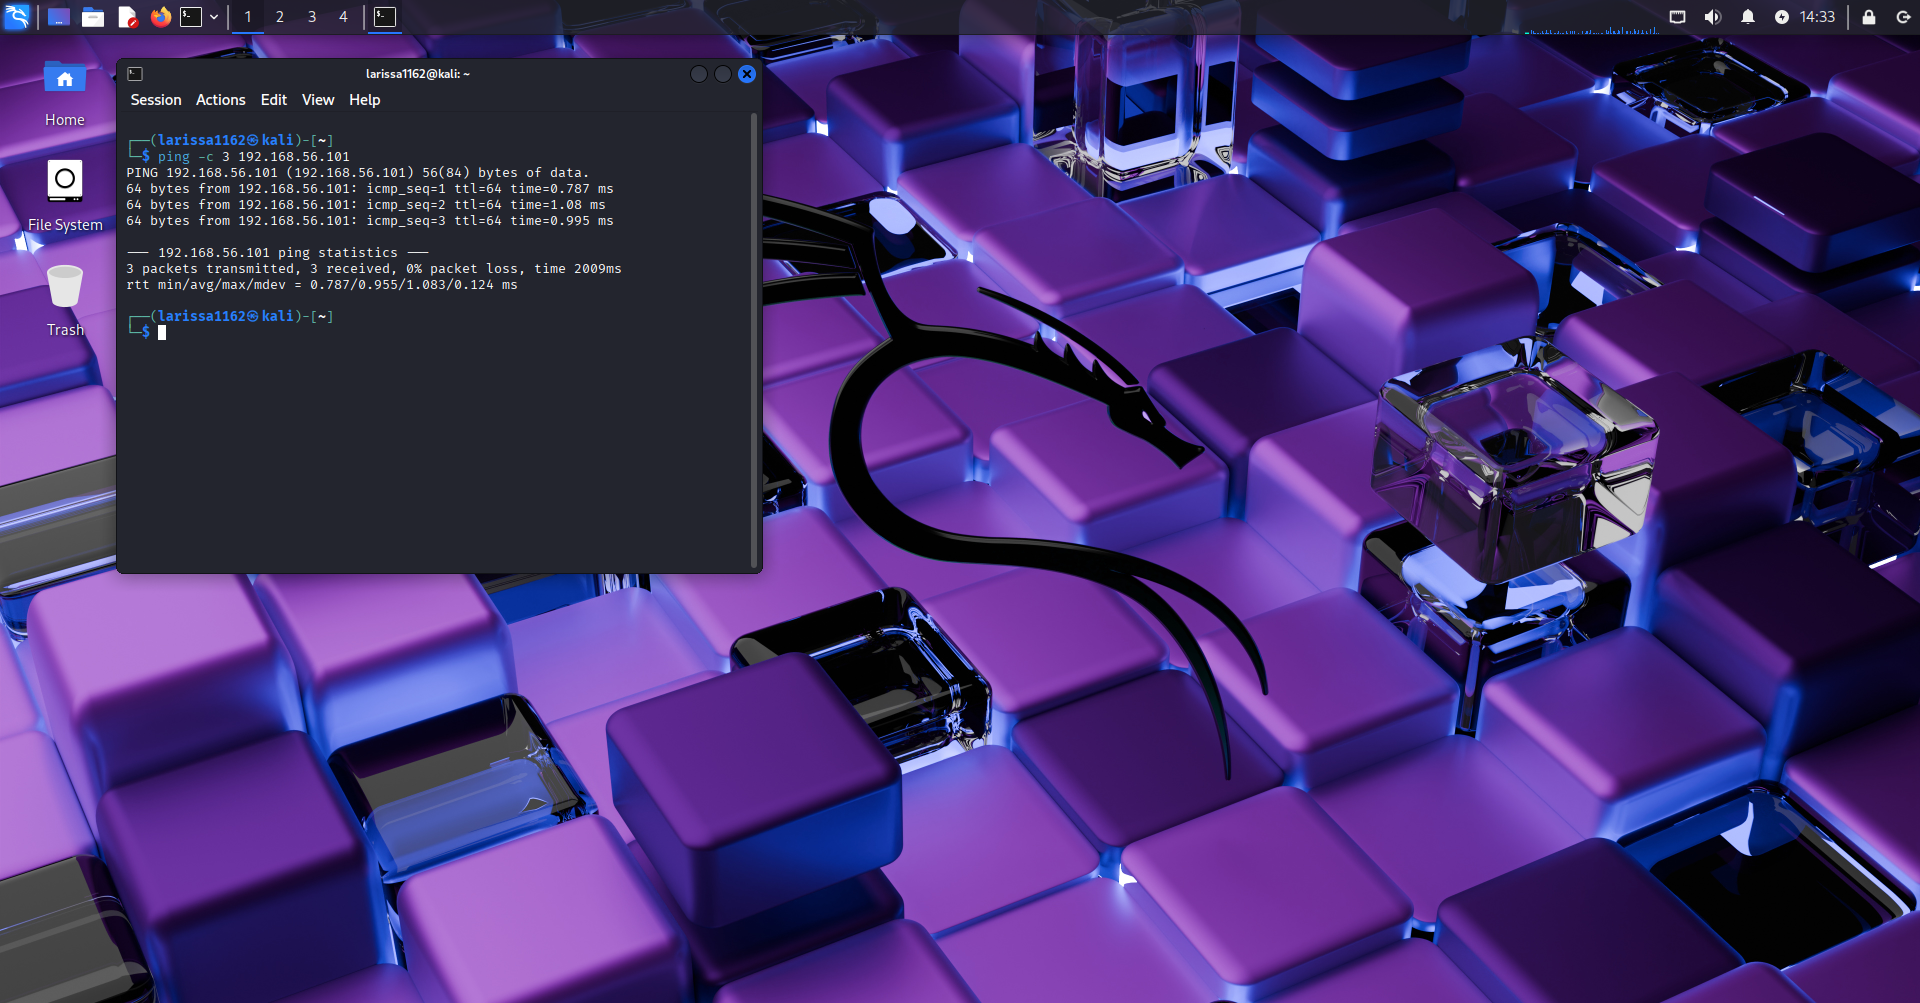 1 2 3 4
14:33
larissa1162@kali: ~
Session Actions Edit View Help
Home
File System
Trash
┌──(larissa1162㉿kali)-[~]
└─$ ping -c 3 192.168.56.101
PING 192.168.56.101 (192.168.56.101) 56(84) bytes of data.
64 bytes from 192.168.56.101: icmp_seq=1 ttl=64 time=0.787 ms
64 bytes from 192.168.56.101: icmp_seq=2 ttl=64 time=1.08 ms
64 bytes from 192.168.56.101: icmp_seq=3 ttl=64 time=0.995 ms
--- 192.168.56.101 ping statistics ---
3 packets transmitted, 3 received, 0% packet loss, time 2009ms
rtt min/avg/max/mdev = 0.787/0.955/1.083/0.124 ms
┌──(larissa1162㉿kali)-[~]
└─$